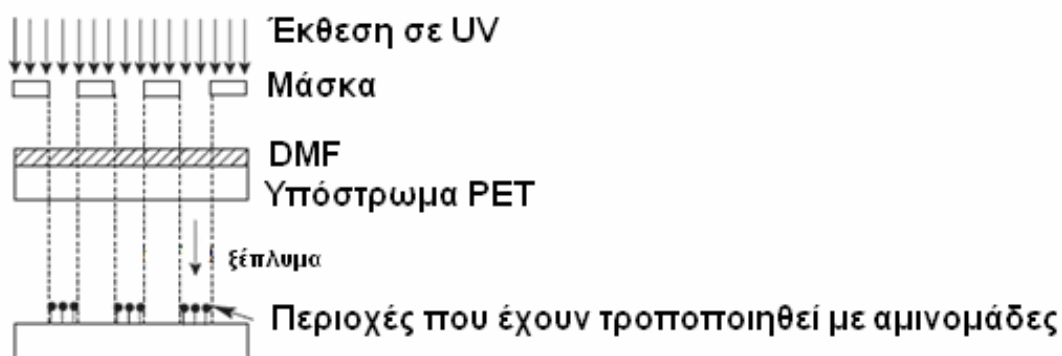 Έκθεση σε UV
Μάσκα
DMF
Υπόστρωμα PET
ξέπλυμα
Περιοχές που έχουν τροποποιηθεί με αμινομάδες